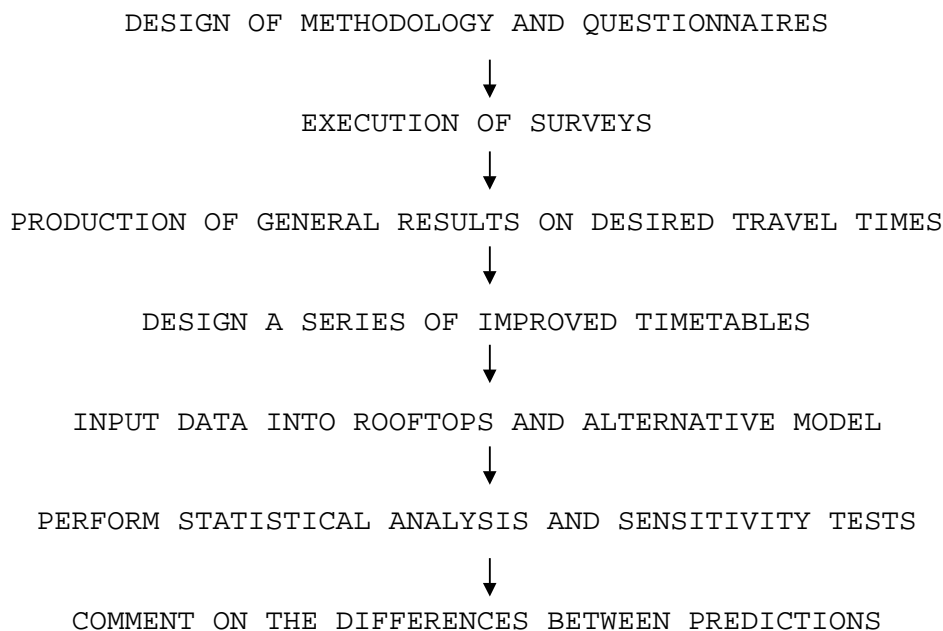 DESIGN OF METHODOLOGY AND QUESTIONNAIRES
EXECUTION OF SURVEYS
PRODUCTION OF GENERAL RESULTS ON DESIRED TRAVEL TIMES
DESIGN A SERIES OF IMPROVED TIMETABLES
INPUT DATA INTO ROOFTOPS AND ALTERNATIVE MODEL
PERFORM STATISTICAL ANALYSIS AND SENSITIVITY TESTS
COMMENT ON THE DIFFERENCES BETWEEN PREDICTIONS